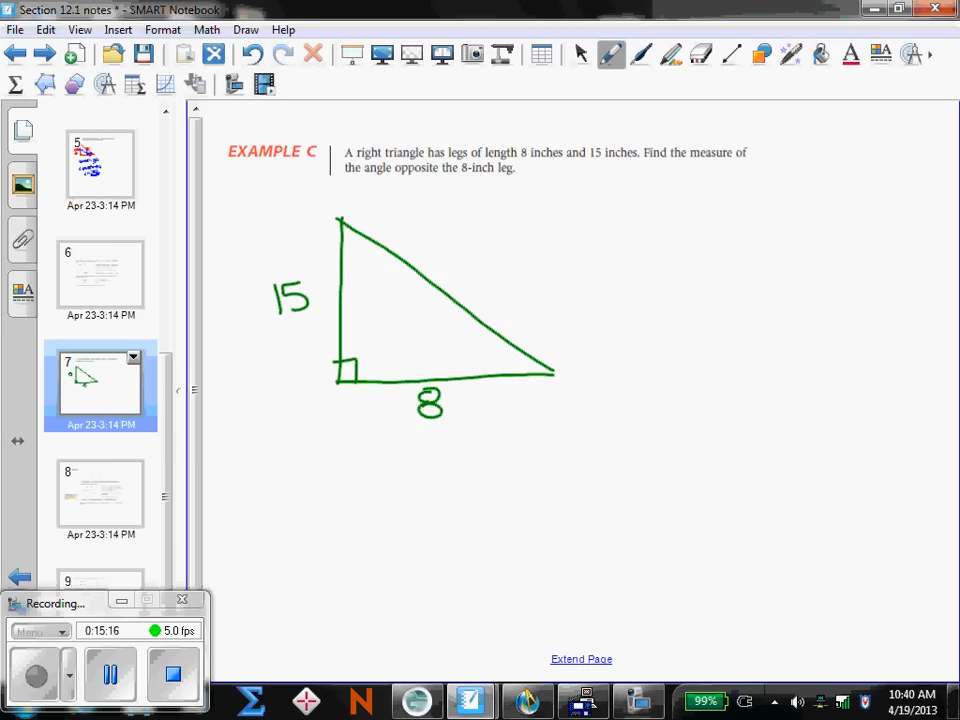 Section 12.1 notes * - SMART Notebook
File Edit View Insert Format Math Draw Help
5
Apr 23-3:14 PM
6
Apr 23-3:14 PM
7
Apr 23-3:14 PM
8
Apr 23-3:14 PM
9
EXAMPLE C
A right triangle has legs of length 8 inches and 15 inches. Find the measure of
the angle opposite the 8-inch leg.
15
8
Extend Page
Recording...
Menu 0:15:16 5.0 fps
99%
10:40 AM
4/19/2013